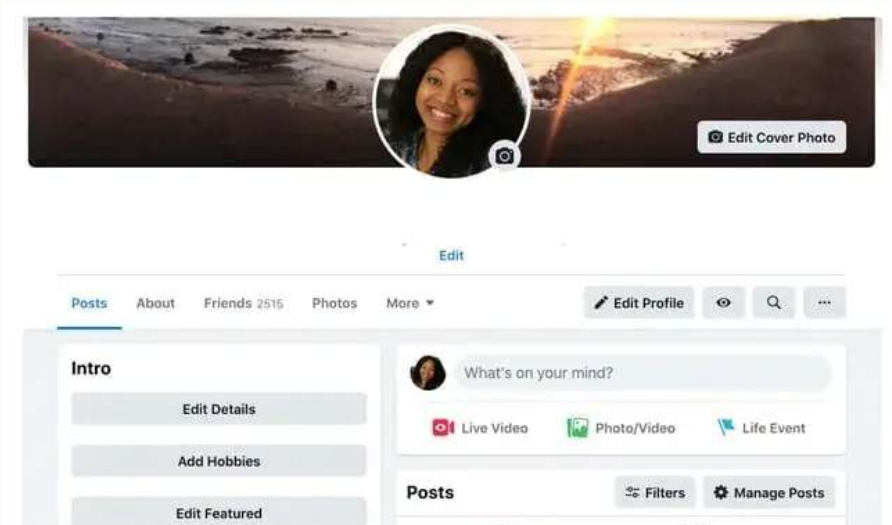 Edit Cover Photo
Edit
Posts About Friends 2515 Photos More
Edit Profile
Intro
Edit Details
Add Hobbies
Edit Featured
What's on your mind?
Live Video Photo/Video Life Event
Posts
Filters Manage Posts